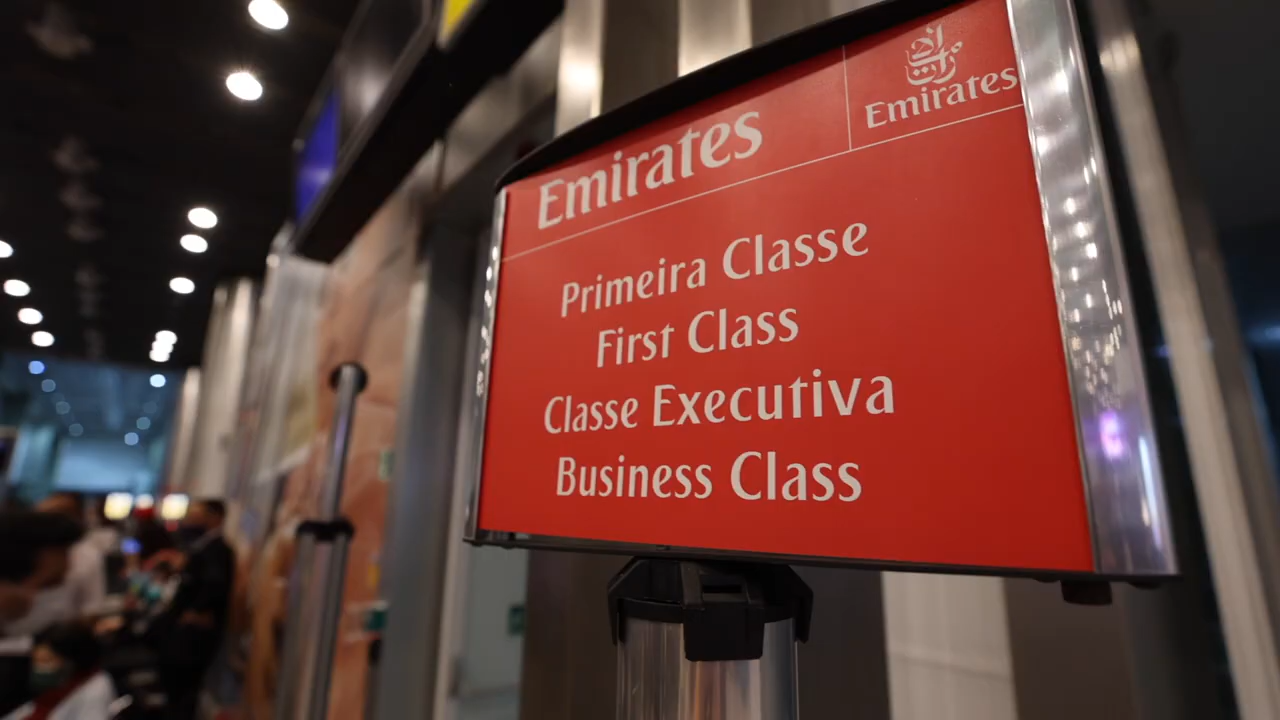 Emirates
الإمارات
Emirates
Primeira Classe
First Class
Classe Executiva
Business Class